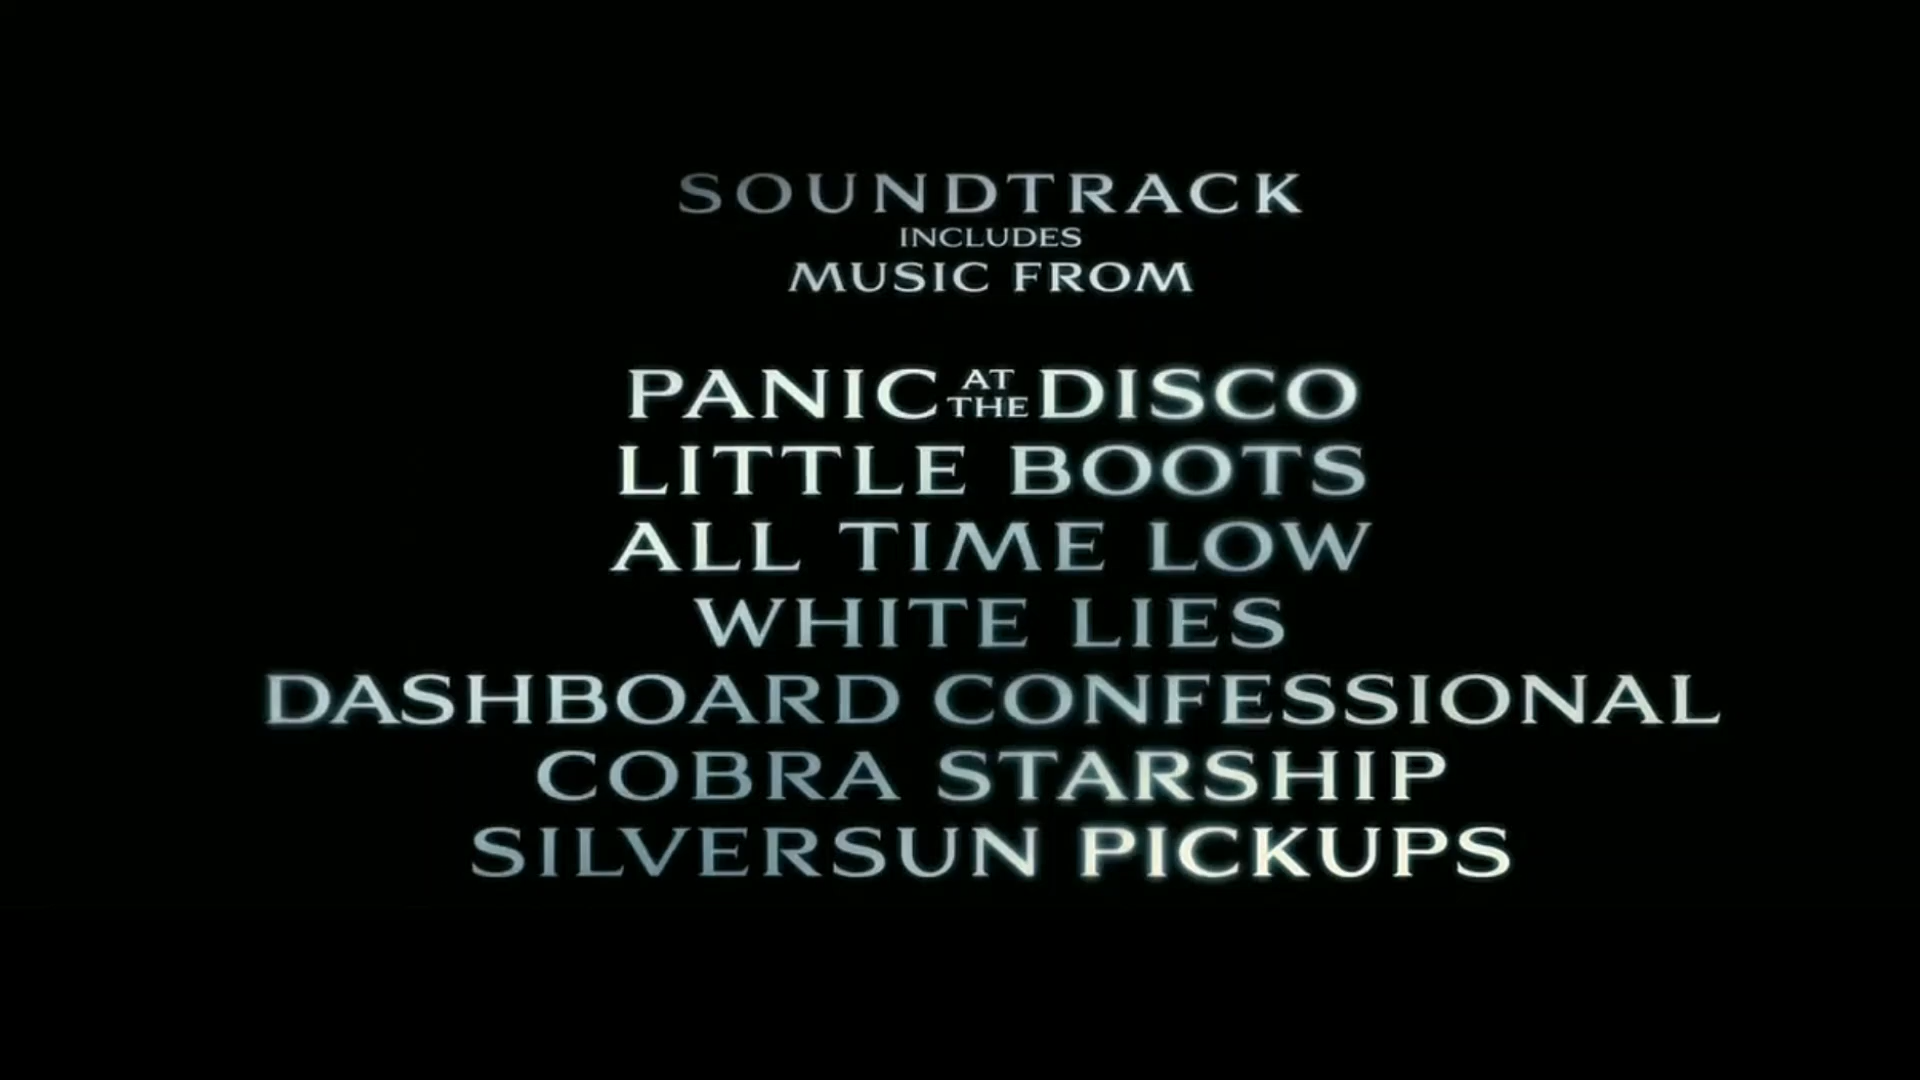 SOUNDTRACK
INCLUDES
MUSIC FROM
PANIC AT THE DISCO
LITTLE BOOTS
ALL TIME LOW
WHITE LIES
DASHBOARD CONFESSIONAL
COBRA STARSHIP
SILVERSUN PICKUPS